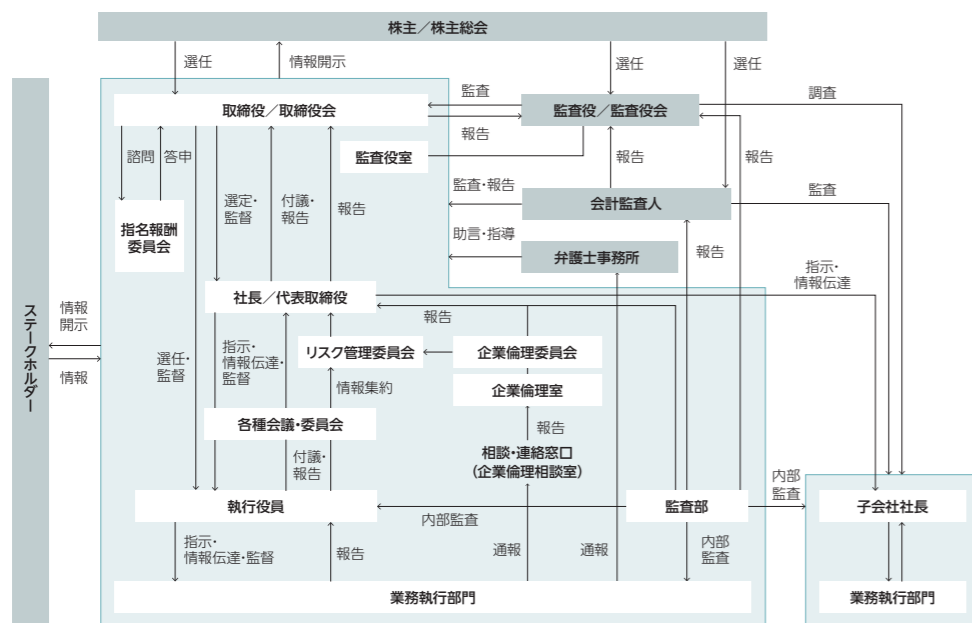 株主／株主総会
選任
情報開示
選任
選任
取締役／取締役会
監査
報告
監査役／監査役会
調査
諮問
答申
監査役室
報告
報告
選定・
監督
付議・
報告
報告
監査・報告
会計監査人
監査
指名報酬
委員会
助言・指導
弁護士事務所
報告
指示・
情報伝達
社長／代表取締役
ステークホルダー
情報
開示
情報
報告
選任・
監督
指示・
情報伝達・
監督
リスク管理委員会
企業倫理委員会
情報集約
企業倫理室
各種会議・委員会
報告
付議・
報告
相談・連絡窓口
（企業倫理相談室）
内部
監査
執行役員
内部監査
監査部
子会社社長
指示・
情報伝達・監督
報告
通報
通報
内部
監査
業務執行部門
業務執行部門